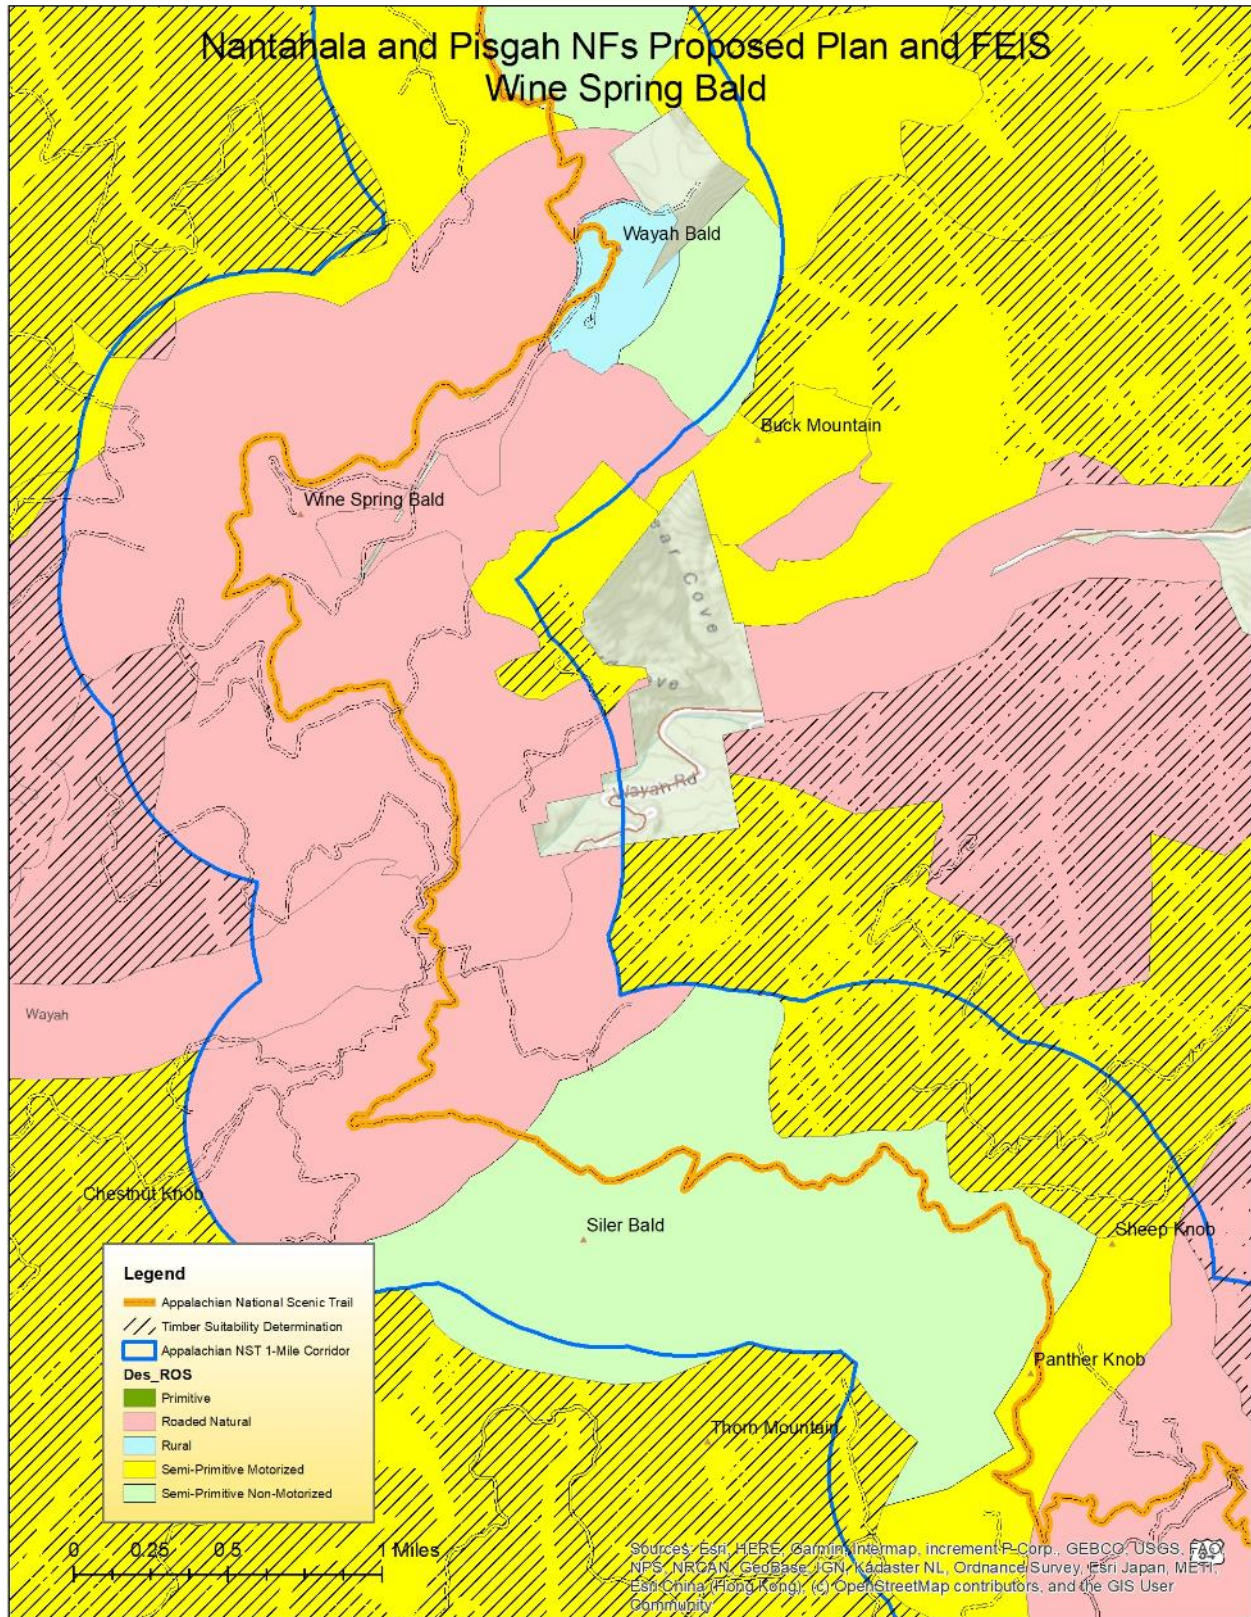 Nantahala and Pisgah NFs Proposed Plan and FEIS
Wine Spring Bald
Wayah Bald
Buck Mountain
Wine Spring Bald
Cove
Wayah Rd
Wayah
Chestnut Knob
Siler Bald
Sheep Knob
Panther Knob
Thorn Mountain
Legend
Appalachian National Scenic Trail
Timber Suitability Determination
Appalachian NST 1-Mile Corridor
Des_ROS
Primitive
Roaded Natural
Rural
Semi-Primitive Motorized
Semi-Primitive Non-Motorized
0 0.25 0.5 1 Miles
Sources: Esri, HERE, Garmin, Intermap, increment P Corp., GEBCO, USGS, FAO,
NPS, NRCAN, GeoBase, IGN, Kadaster NL, Ordnance Survey, Esri Japan, METI,
Esri China (Hong Kong), (c) OpenStreetMap contributors, and the GIS User
Community